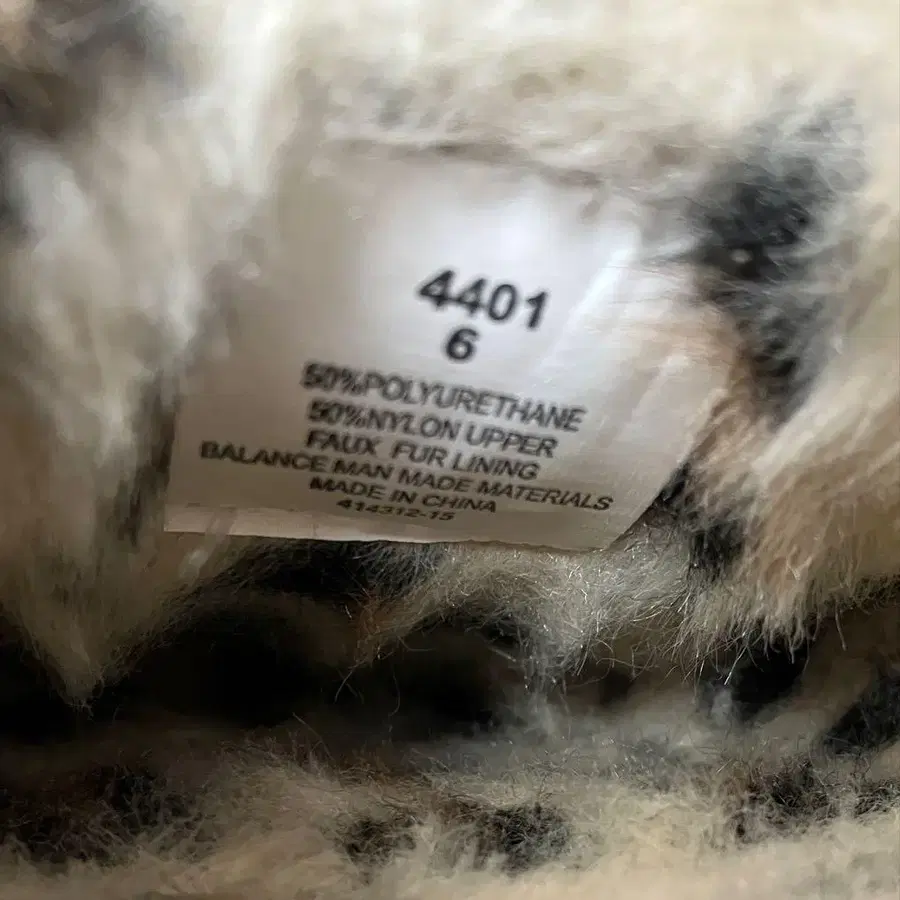 4401
6
50%POLYURETHANE
50%NYLON UPPER
FAUX FUR LINING
BALANCE MAN MADE MATERIALS
MADE IN CHINA
414312-15